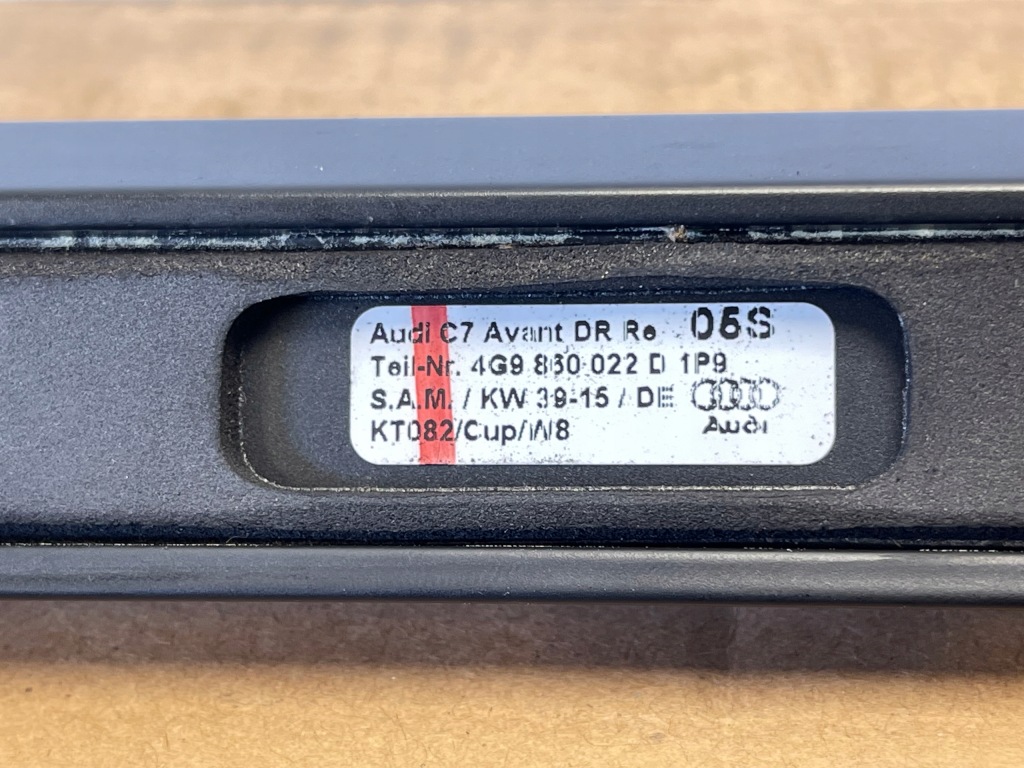 Audi C7 Avant DR Re 05S
Teil-Nr. 4G9 860 022 D 1P9
S.A.M. / KW 39-15 / DE
KT082/Cup/W8
Audi